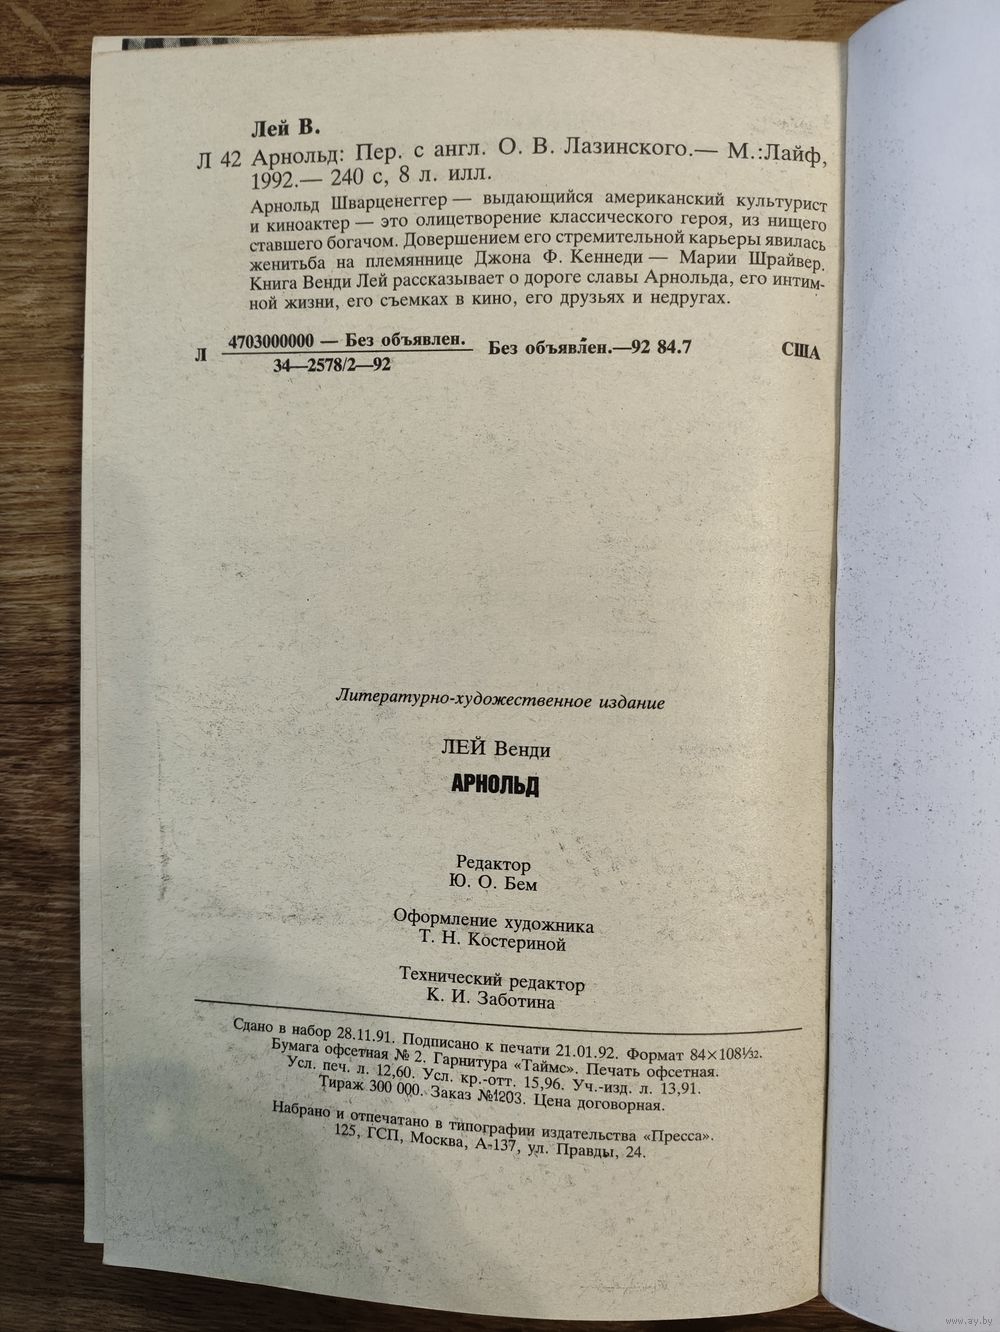 Лей В.
Л 42 Арнольд: Пер. с англ. О. В. Лазинского.— М.:Лайф,
1992.— 240 с, 8 л. илл.
Арнольд Шварценеггер — выдающийся американский культурист
и киноактер — это олицетворение классического героя, из нищего
ставшего богачом. Довершением его стремительной карьеры явилась
женитьба на племяннице Джона Ф. Кеннеди — Марии Шрайвер.
Книга Венди Лей рассказывает о дороге славы Арнольда, его интим-
ной жизни, его съемках в кино, его друзьях и недругах.
4703000000 — Без объявлен.
Л Без объявлен.—92 84.7 США
34—2578/2—92
Литературно-художественное издание
ЛЕЙ Венди
АРНОЛЬД
Редактор
Ю. О. Бем
Оформление художника
Т. Н. Костериной
Технический редактор
К. И. Заботина
Сдано в набор 28.11.91. Подписано к печати 21.01.92. Формат 84×108 1/32.
Бумага офсетная № 2. Гарнитура «Таймс». Печать офсетная.
Усл. печ. л. 12,60. Усл. кр.-отт. 15,96. Уч.-изд. л. 13,91.
Тираж 300 000. Заказ №1203. Цена договорная.
Набрано и отпечатано в типографии издательства «Пресса».
125, ГСП, Москва, А-137, ул. Правды, 24.
www.ay.by